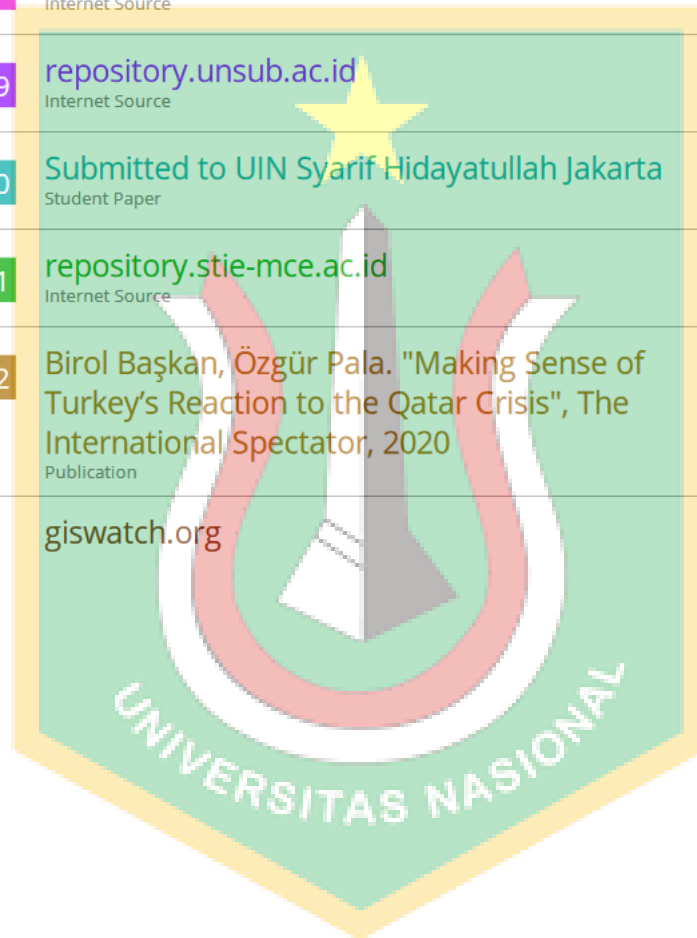 Internet Source
9
repository.unsub.ac.id
Internet Source
0
Submitted to UIN Syarif Hidayatullah Jakarta
Student Paper
1
repository.stie-mce.ac.id
Internet Source
2
Birol Başkan, Özgür Pala. "Making Sense of
Turkey’s Reaction to the Qatar Crisis", The
International Spectator, 2020
Publication
giswatch.org
UNIVERSITAS NASIONAL